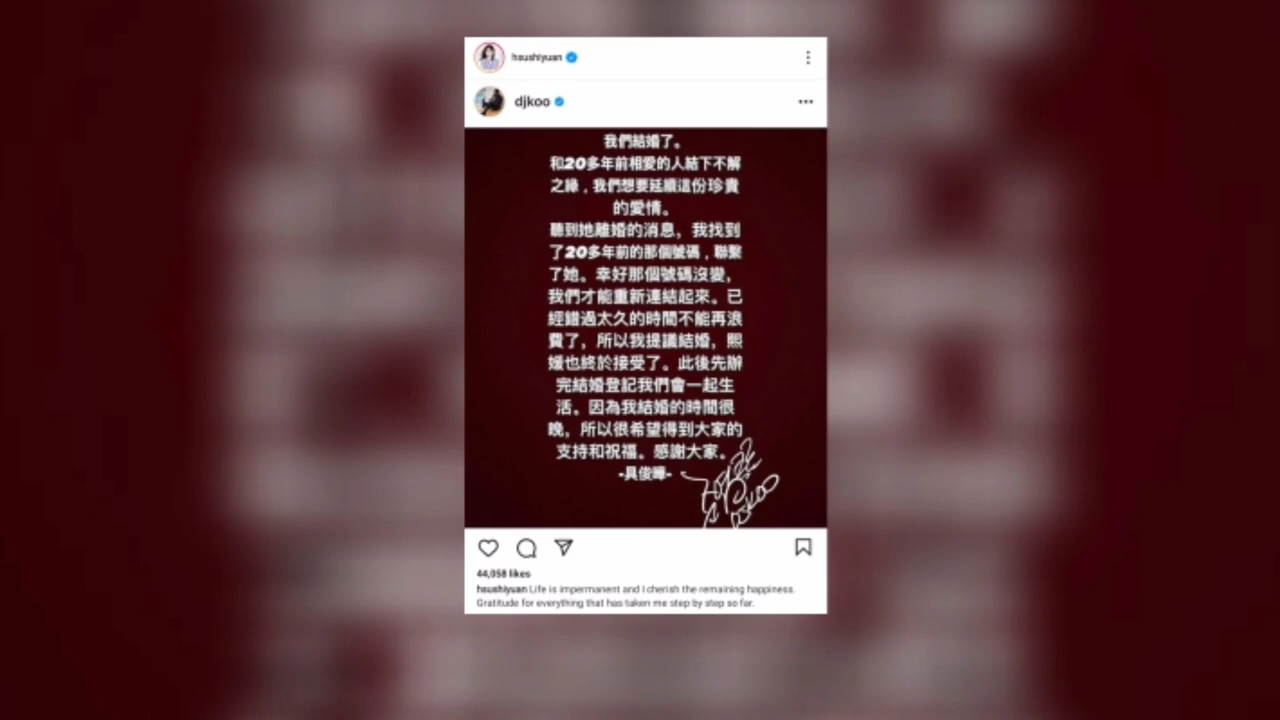 hsushiyuan
djkoo
我們結婚了。
和20多年前相愛的人結下不解
之緣，我們想要延續這份珍貴
的愛情。
聽到她離婚的消息，我找到
了20多年前的那個號碼，聯繫
了她。幸好那個號碼沒變，
我們才能重新連結起來。已
經錯過太久的時間不能再浪
費了，所以我提議結婚，熙
媛也終於接受了。此後先辦
完結婚登記我們會一起生
活。因為我結婚的時間很
晚，所以很希望得到大家的
支持和祝福。感謝大家。
-具俊曄-
DJKOO
44,058 likes
hsushiyuan Life is impermanent and I cherish the remaining happiness.
Gratitude for everything that has taken me step by step so far.